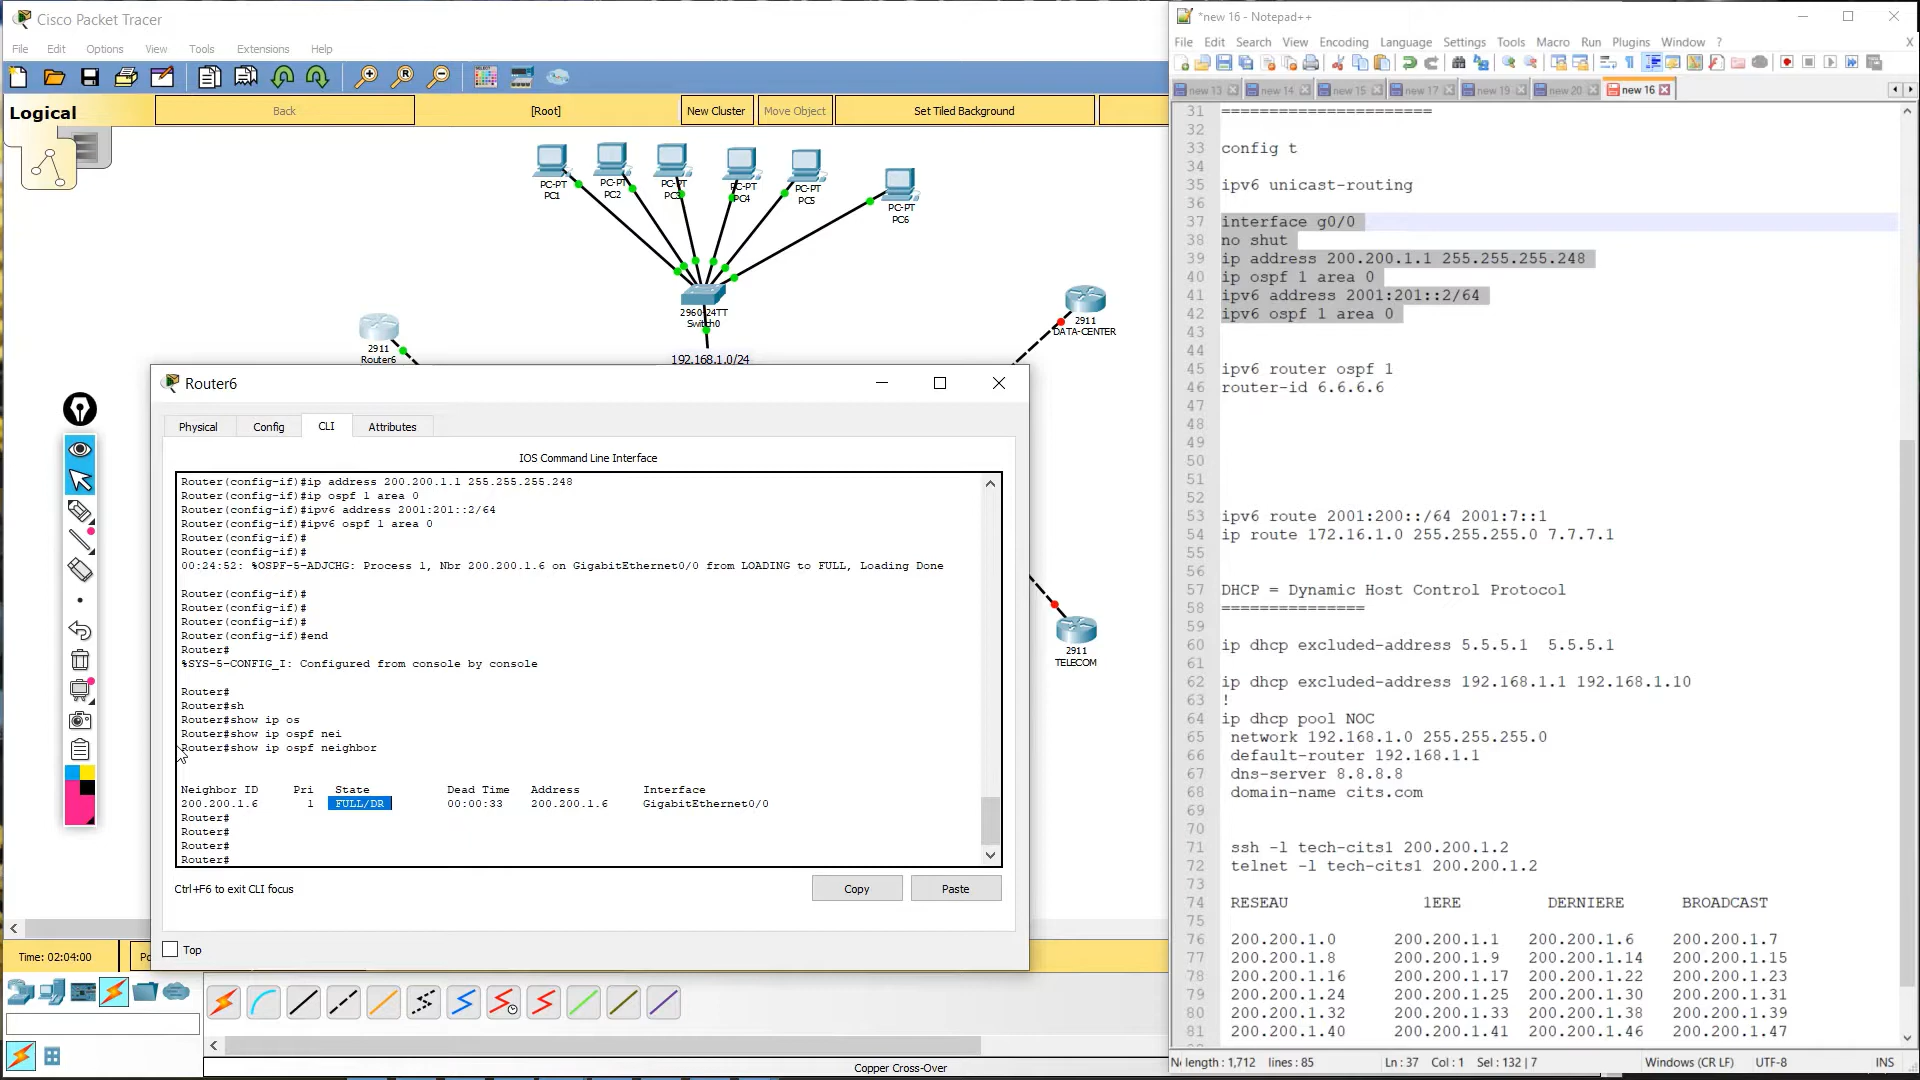 Cisco Packet Tracer
File Edit Options View Tools Extensions Help
Logical
Back
[Root]
New Cluster
Move Object
Set Tiled Background
PC-PT
PC1
PC-PT
PC2
PC-PT
PC3
PC-PT
PC4
PC-PT
PC5
PC-PT
PC6
2960-24TT
Switch0
192.168.1.0/24
2911
Router6
2911
DATA-CENTER
2911
TELECOM
Router6
Physical Config CLI Attributes
IOS Command Line Interface
Router(config-if)#ip address 200.200.1.1 255.255.255.248
Router(config-if)#ip ospf 1 area 0
Router(config-if)#ipv6 address 2001:201::2/64
Router(config-if)#ipv6 ospf 1 area 0
Router(config-if)#
Router(config-if)#
00:24:52: %OSPF-5-ADJCHG: Process 1, Nbr 200.200.1.6 on GigabitEthernet0/0 from LOADING to FULL, Loading Done
Router(config-if)#
Router(config-if)#
Router(config-if)#
Router(config-if)#end
Router#
%SYS-5-CONFIG_I: Configured from console by console
Router#
Router#sh
Router#show ip os
Router#show ip ospf nei
Router#show ip ospf neighbor
Neighbor ID Pri State Dead Time Address Interface
200.200.1.6 1 FULL/DR 00:00:33 200.200.1.6 GigabitEthernet0/0
Router#
Router#
Router#
Router#
Ctrl+F6 to exit CLI focus
Copy
Paste
Top
Time: 02:04:00
Copper Cross-Over
*new 16 - Notepad++
File Edit Search View Encoding Language Settings Tools Macro Run Plugins Window ?
X
new 13 new 14 new 15 new 17 new 19 new 20 new 16
31 ======================
32
33 config t
34
35 ipv6 unicast-routing
36
37 interface g0/0
38 no shut
39 ip address 200.200.1.1 255.255.255.248
40 ip ospf 1 area 0
41 ipv6 address 2001:201::2/64
42 ipv6 ospf 1 area 0
43
44
45 ipv6 router ospf 1
46 router-id 6.6.6.6
47
48
49
50
51
52
53 ipv6 route 2001:200::/64 2001:7::1
54 ip route 172.16.1.0 255.255.255.0 7.7.7.1
55
56
57 DHCP = Dynamic Host Control Protocol
58 ===============
59
60 ip dhcp excluded-address 5.5.5.1 5.5.5.1
61
62 ip dhcp excluded-address 192.168.1.1 192.168.1.10
63 !
64 ip dhcp pool NOC
65 network 192.168.1.0 255.255.255.0
66 default-router 192.168.1.1
67 dns-server 8.8.8.8
68 domain-name cits.com
69
70
71 ssh -l tech-cits1 200.200.1.2
72 telnet -l tech-cits1 200.200.1.2
73
74 RESEAU 1ERE DERNIERE BROADCAST
75
76 200.200.1.0 200.200.1.1 200.200.1.6 200.200.1.7
77 200.200.1.8 200.200.1.9 200.200.1.14 200.200.1.15
78 200.200.1.16 200.200.1.17 200.200.1.22 200.200.1.23
79 200.200.1.24 200.200.1.25 200.200.1.30 200.200.1.31
80 200.200.1.32 200.200.1.33 200.200.1.38 200.200.1.39
81 200.200.1.40 200.200.1.41 200.200.1.46 200.200.1.47
length : 1,712 lines : 85 Ln : 37 Col : 1 Sel : 132 | 7 Windows (CR LF) UTF-8 INS